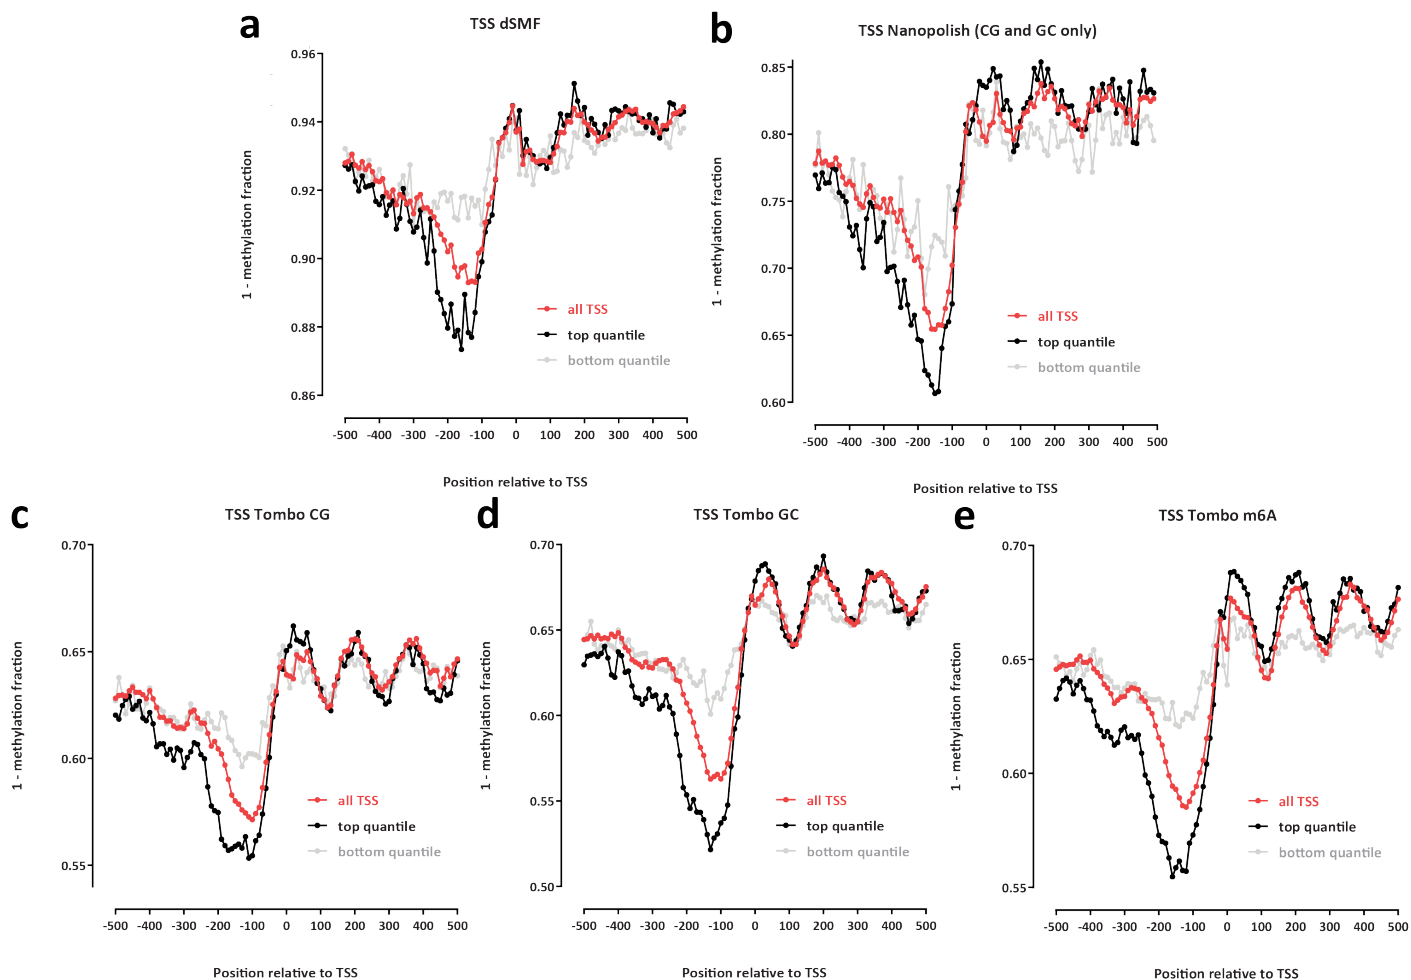 a
TSS dSMF
0.96
0.94
0.92
0.90
0.88
0.86
1 - methylation fraction
all TSS
top quantile
bottom quantile
-500 -400 -300 -200 -100 0 100 200 300 400 500
Position relative to TSS
b
TSS Nanopolish (CG and GC only)
0.85
0.80
0.75
0.70
0.65
0.60
1 - methylation fraction
all TSS
top quantile
bottom quantile
-500 -400 -300 -200 -100 0 100 200 300 400 500
Position relative to TSS
c
TSS Tombo CG
0.70
0.65
0.60
0.55
1 - methylation fraction
all TSS
top quantile
bottom quantile
-500 -400 -300 -200 -100 0 100 200 300 400 500
Position relative to TSS
d
TSS Tombo GC
0.70
0.65
0.60
0.55
0.50
1 - methylation fraction
all TSS
top quantile
bottom quantile
-500 -400 -300 -200 -100 0 100 200 300 400 500
Position relative to TSS
e
TSS Tombo m6A
0.70
0.65
0.60
0.55
1 - methylation fraction
all TSS
top quantile
bottom quantile
-500 -400 -300 -200 -100 0 100 200 300 400 500
Position relative to TSS